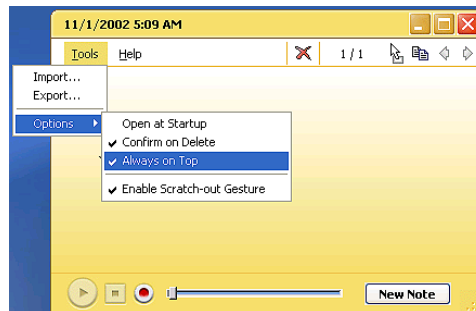 11/1/2002 5:09 AM
Tools Help 1 / 1
Import...
Export...
Options
Open at Startup
Confirm on Delete
Always on Top
Enable Scratch-out Gesture
New Note